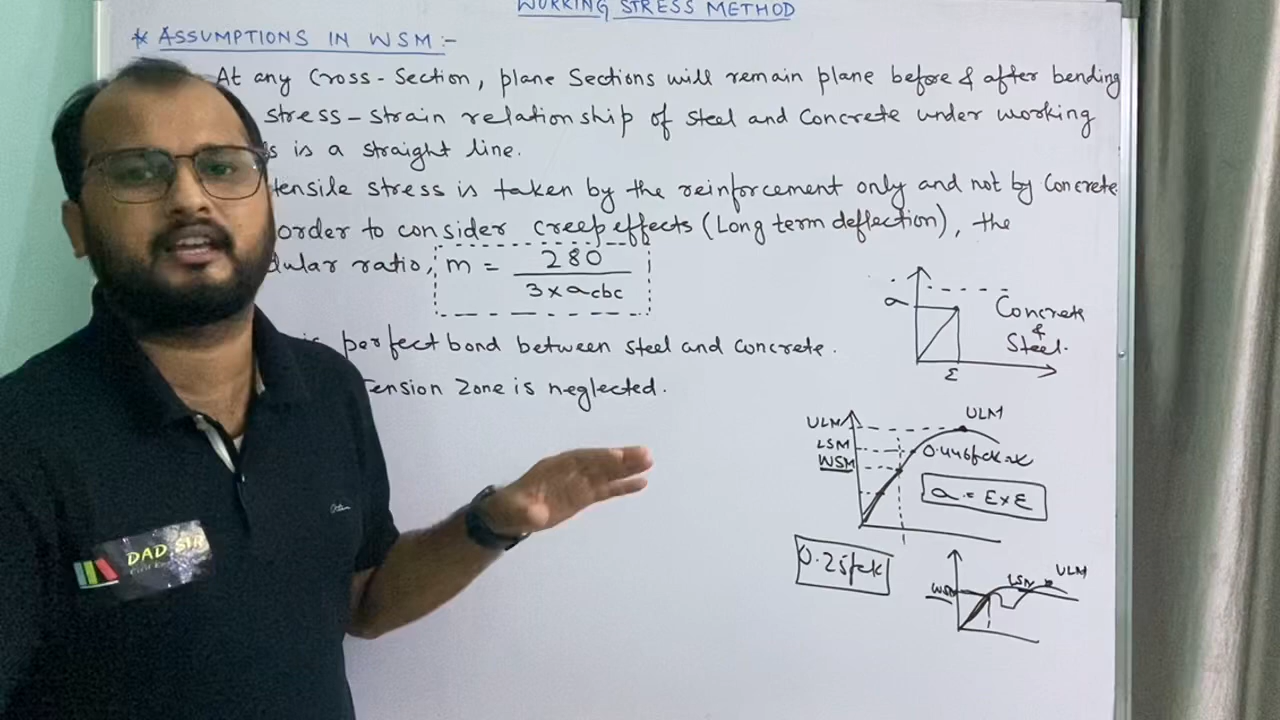 WORKING STRESS METHOD
* ASSUMPTIONS IN WSM:-
At any Cross-Section, plane Sections will remain plane before & after bending
stress-strain relationship of steel and Concrete under working
s is a straight line.
tensile stress is taken by the reinforcement only and not by Concrete
order to consider creep effects (Long term deflection), the
dular ratio, m = 280
3×σcbc
is perfect bond between steel and concrete.
Tension Zone is neglected.
σ
Concrete
&
Steel.
ε
ULM
ULM
LSM
0.446fck
WSM
σ = E×ε
0.25fck
ULM
LSM
WSM
DAD SIR